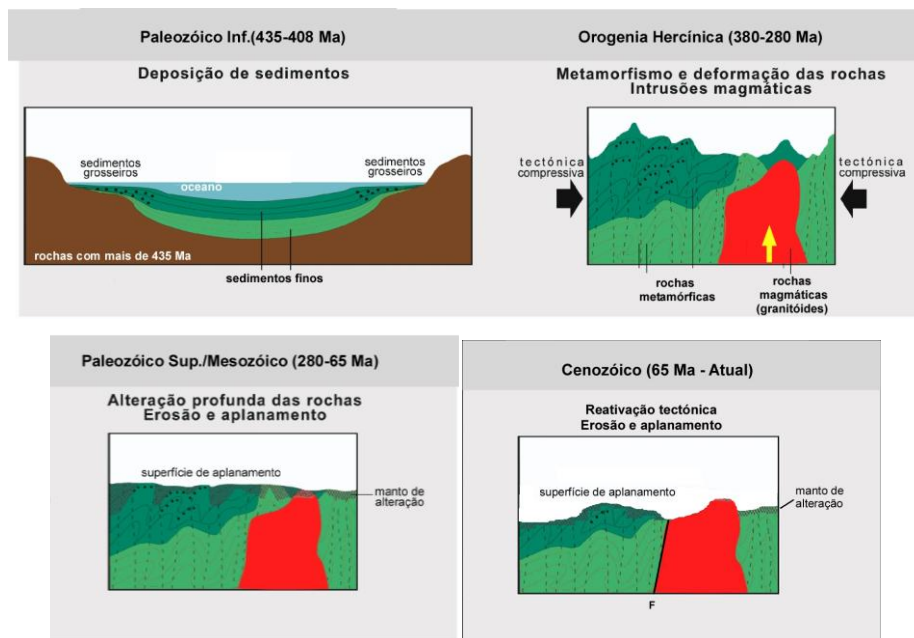 Paleozóico Inf.(435-408 Ma)
Deposição de sedimentos
sedimentos
grosseiros
sedimentos
grosseiros
oceano
rochas com mais de 435 Ma
sedimentos finos
Orogenia Hercínica (380-280 Ma)
Metamorfismo e deformação das rochas
Intrusões magmáticas
tectónica
compressiva
tectónica
compressiva
rochas
metamórficas
rochas
magmáticas
(granitóides)
Paleozóico Sup./Mesozóico (280-65 Ma)
Alteração profunda das rochas
Erosão e aplanamento
superfície de aplanamento
manto de
alteração
Cenozóico (65 Ma - Atual)
Reativação tectónica
Erosão e aplanamento
superfície de aplanamento
manto de
alteração
F